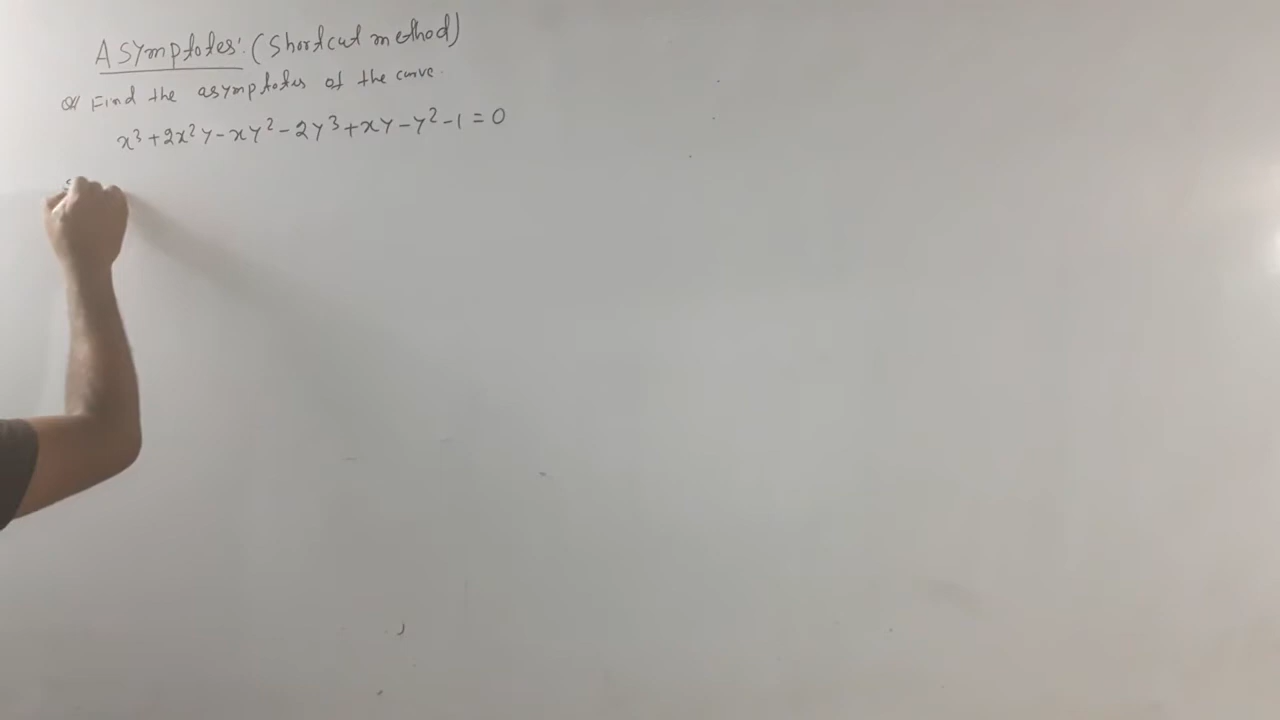 Asymptotes: (Shortcut method)
Q/ Find the asymptotes of the curve.
x³+2x²y-xy²-2y³+xy-y²-1=0